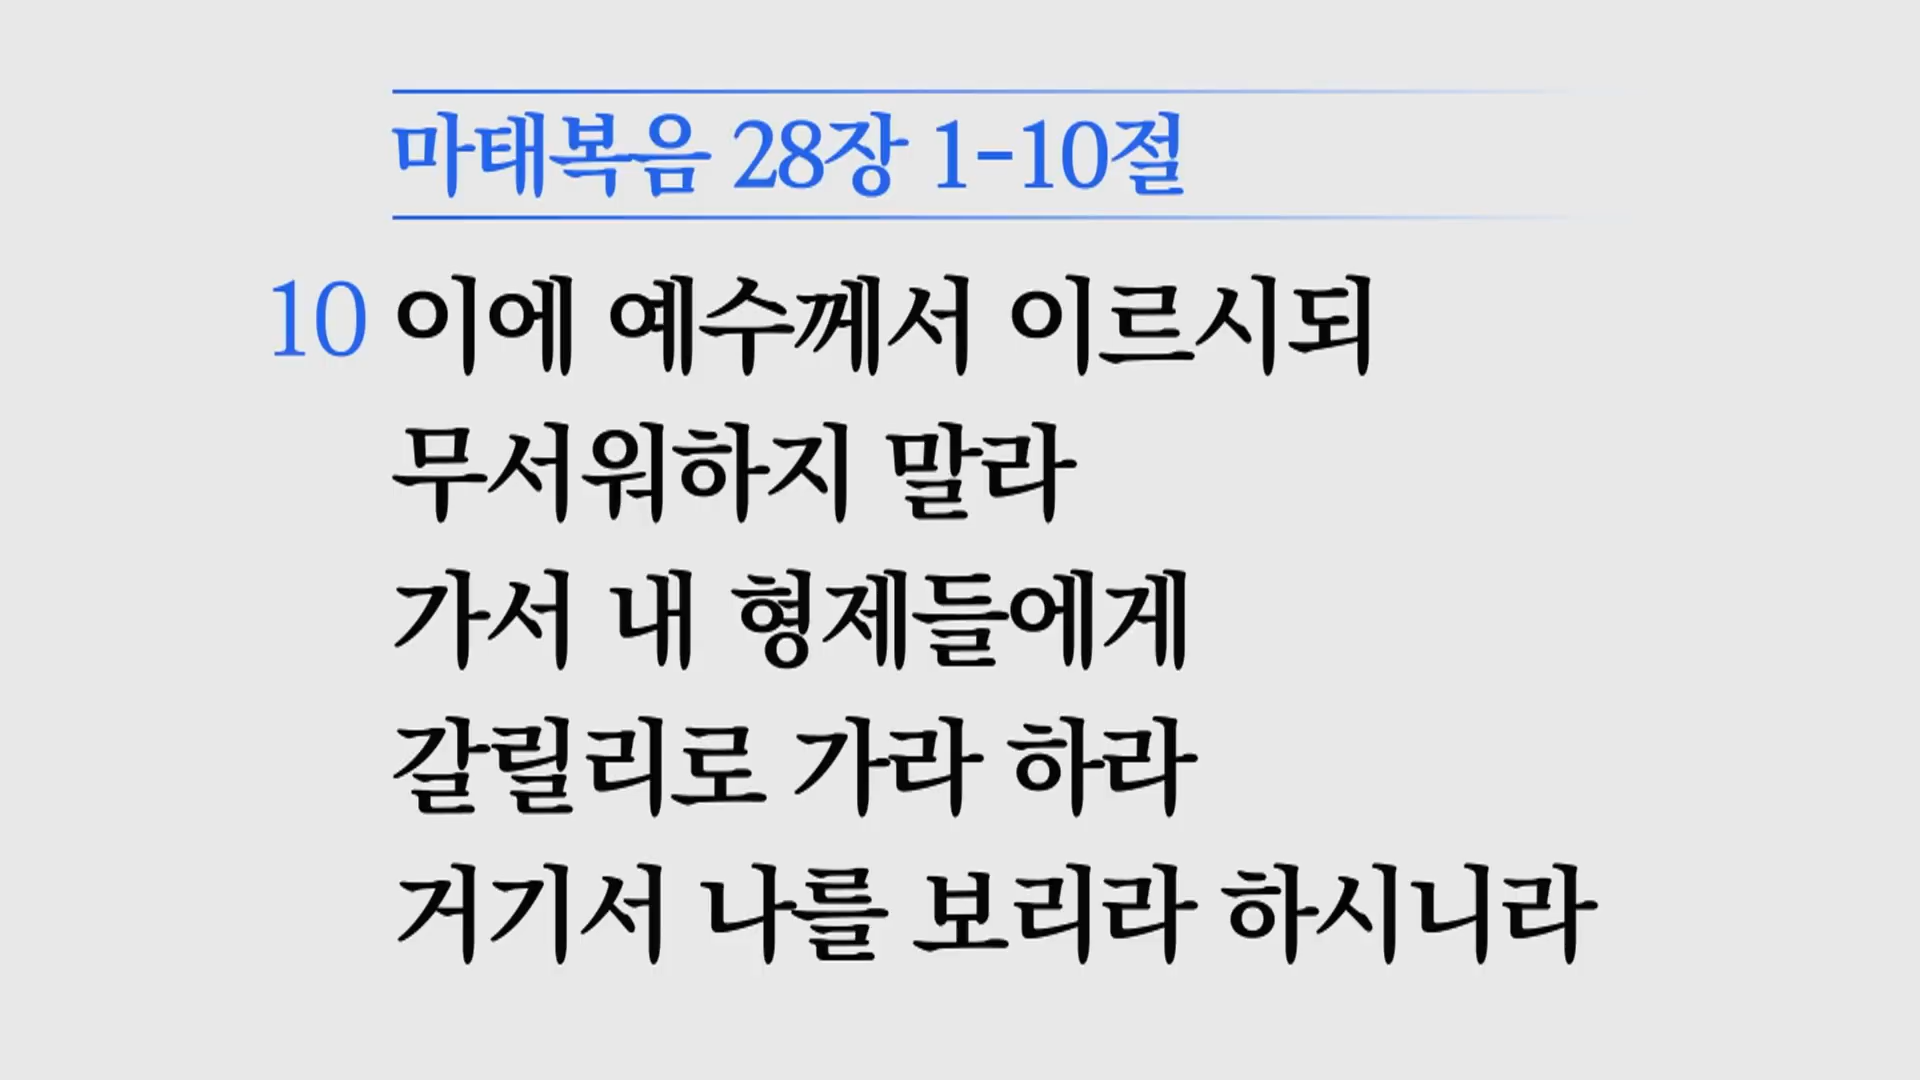 마태복음 28장 1-10절
10 이에 예수께서 이르시되
무서워하지 말라
가서 내 형제들에게
갈릴리로 가라 하라
거기서 나를 보리라 하시니라